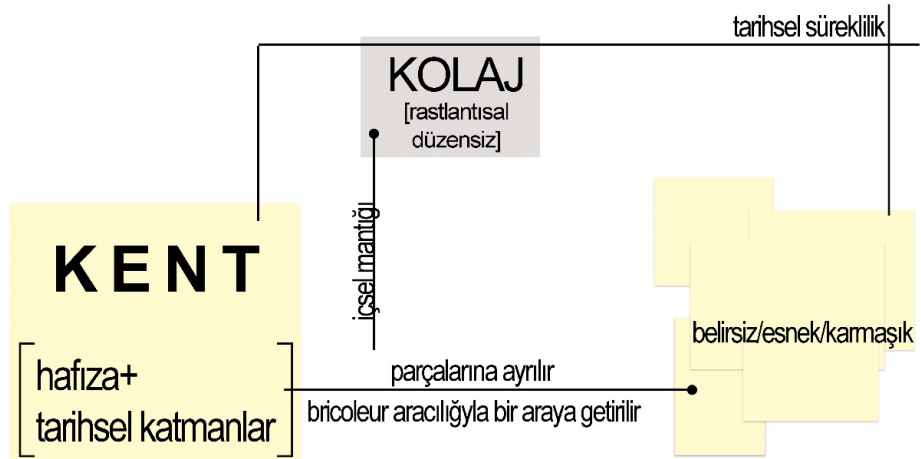 tarihsel süreklilik
KOLAJ
[rastlantısal
düzensiz]
içsel mantığı
KENT
hafıza+
tarihsel katmanlar
parçalarına ayrılır
bricoleur aracılığyla bir araya getirilir
belirsiz/esnek/karmaşık